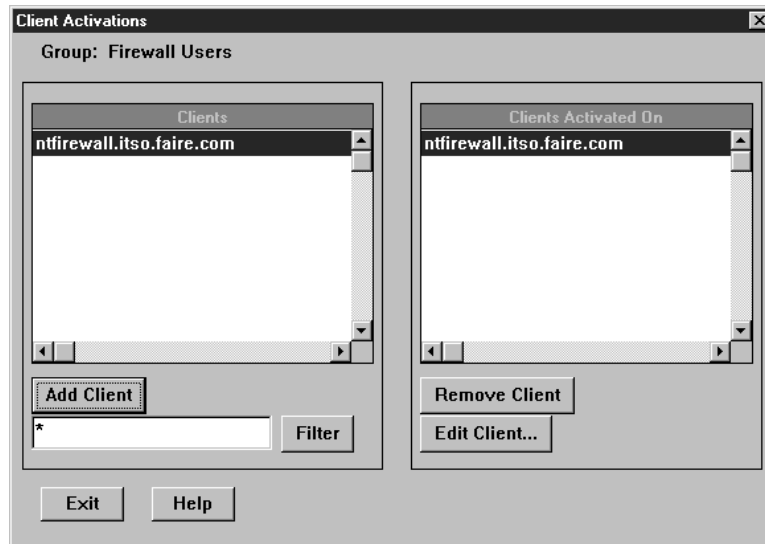 Client Activations
Group: Firewall Users
Clients
ntfirewall.itso.faire.com
Add Client
*
Filter
Clients Activated On
ntfirewall.itso.faire.com
Remove Client
Edit Client...
Exit
Help